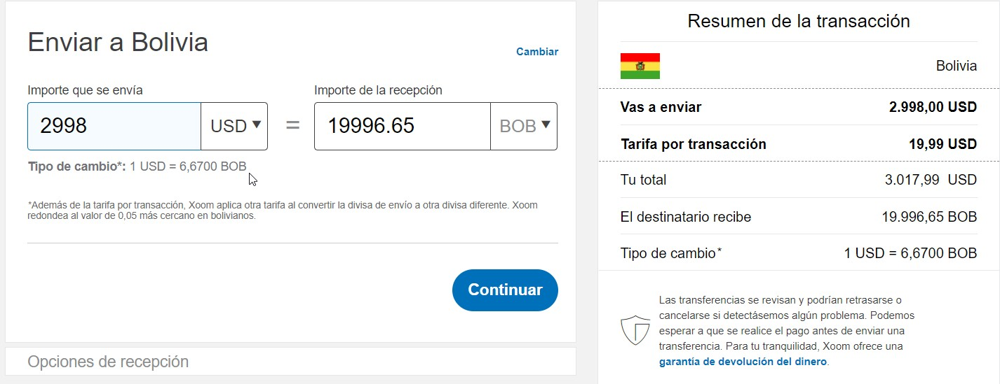 Enviar a Bolivia
Cambiar
Importe que se envía
Importe de la recepción
2998
USD
=
19996.65
BOB
Tipo de cambio*: 1 USD = 6,6700 BOB
*Además de la tarifa por transacción, Xoom aplica otra tarifa al convertir la divisa de envío a otra divisa diferente. Xoom
redondea al valor de 0,05 más cercano en bolivianos.
Continuar
Opciones de recepción
Resumen de la transacción
Bolivia
Vas a enviar 2.998,00 USD
Tarifa por transacción 19,99 USD
Tu total 3.017,99 USD
El destinatario recibe 19.996,65 BOB
Tipo de cambio* 1 USD = 6,6700 BOB
Las transferencias se revisan y podrían retrasarse o
cancelarse si detectásemos algún problema. Podemos
esperar a que se realice el pago antes de enviar una
transferencia. Para tu tranquilidad, Xoom ofrece una
garantía de devolución del dinero.